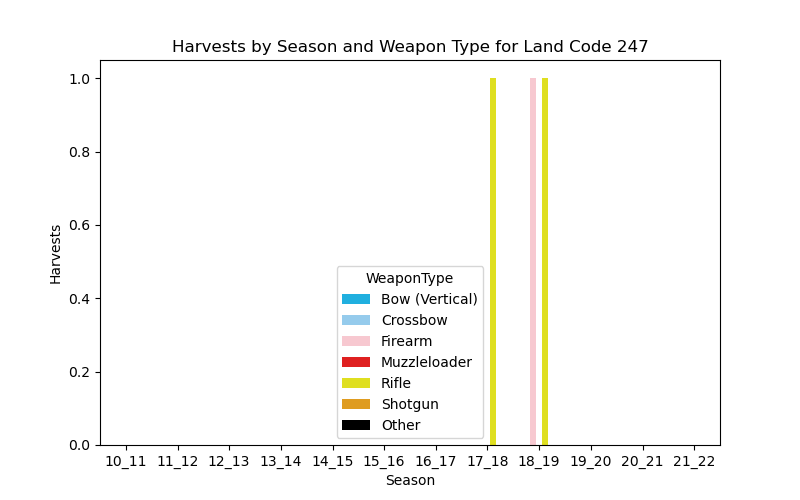 Harvests by Season and Weapon Type for Land Code 247
1.0
0.8
0.6
0.4
0.2
0.0
Harvests
WeaponType
Bow (Vertical)
Crossbow
Firearm
Muzzleloader
Rifle
Shotgun
Other
10_11 11_12 12_13 13_14 14_15 15_16 16_17 17_18 18_19 19_20 20_21 21_22
Season